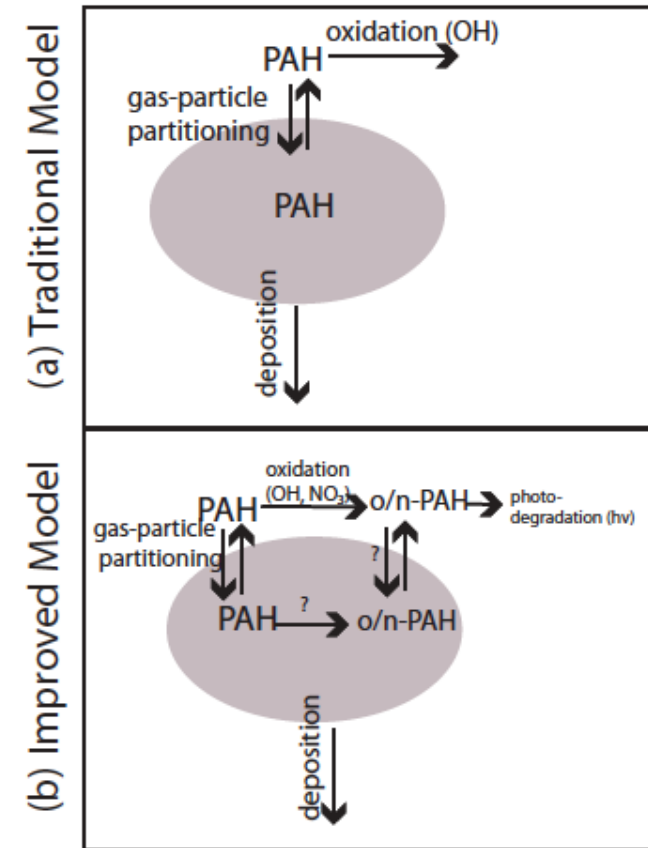 (a) Traditional Model
oxidation (OH)
PAH
gas-particle
partitioning
PAH
deposition
(b) Improved Model
oxidation
(OH, NO₃)
PAH
o/n-PAH
photo-
degradation (hv)
gas-particle
partitioning
?
?
PAH
o/n-PAH
deposition